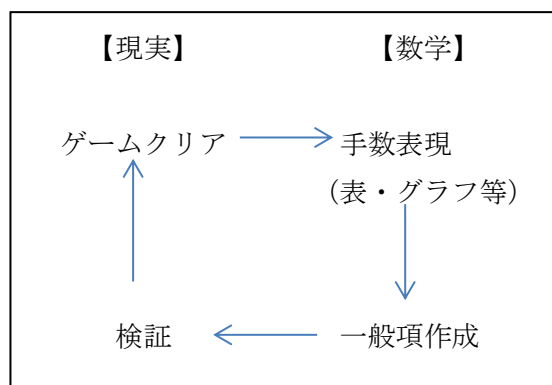 【現実】 【数学】
ゲームクリア 手数表現
（表・グラフ等）
検証 一般項作成